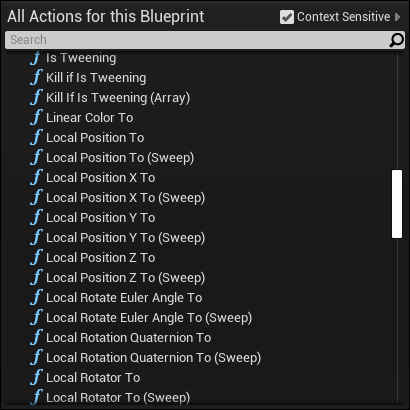 All Actions for this Blueprint
Context Sensitive
Search
Is Tweening
Kill if Is Tweening
Kill If Is Tweening (Array)
Linear Color To
Local Position To
Local Position To (Sweep)
Local Position X To
Local Position X To (Sweep)
Local Position Y To
Local Position Y To (Sweep)
Local Position Z To
Local Position Z To (Sweep)
Local Rotate Euler Angle To
Local Rotate Euler Angle To (Sweep)
Local Rotation Quaternion To
Local Rotation Quaternion To (Sweep)
Local Rotator To
Local Rotator To (Sweep)